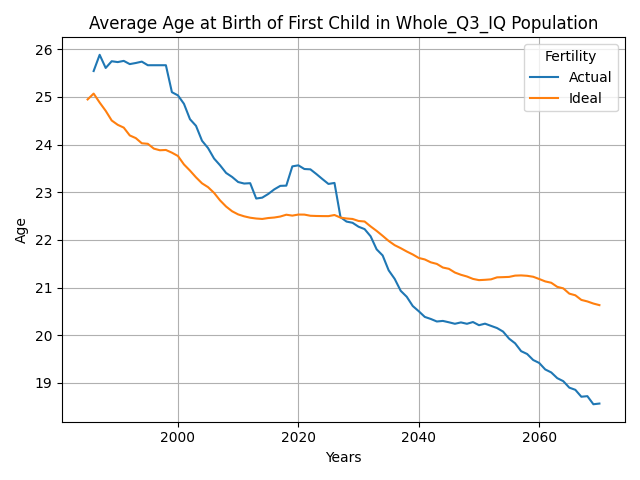 Average Age at Birth of First Child in Whole_Q3_IQ Population
Fertility
Actual
Ideal
26
25
24
23
22
21
20
19
Age
2000
2020
2040
2060
Years